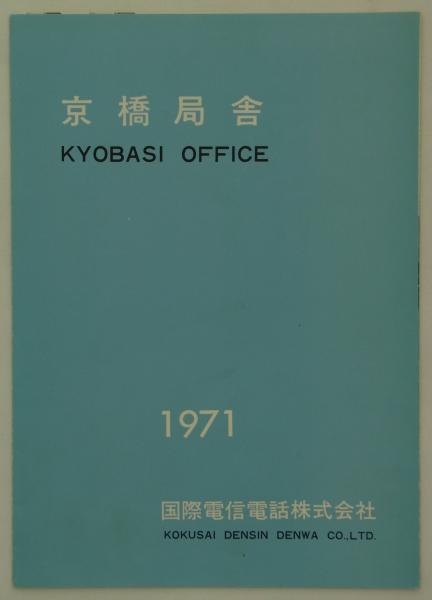 京橋局舎
KYOBASI OFFICE
1971
国際電信電話株式会社
KOKUSAI DENSIN DENWA CO.,LTD.